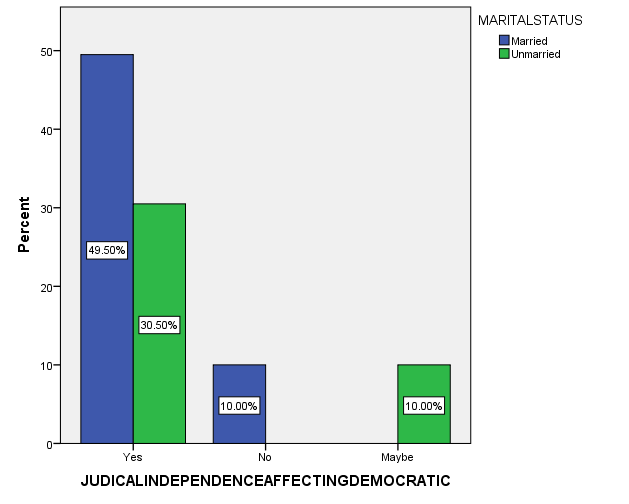 MARITALSTATUS
Married
Unmarried
Percent
50
40
30
20
10
0
49.50%
30.50%
10.00%
10.00%
Yes No Maybe
JUDICALINDEPENDENCEAFFECTINGDEMOCRATIC